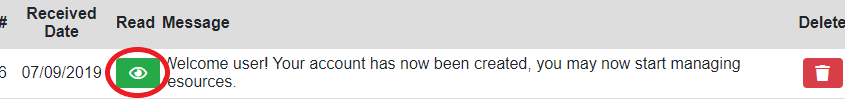 # Received Date Read Message Delete
6 07/09/2019 Welcome user! Your account has now been created, you may now start managing
resources.